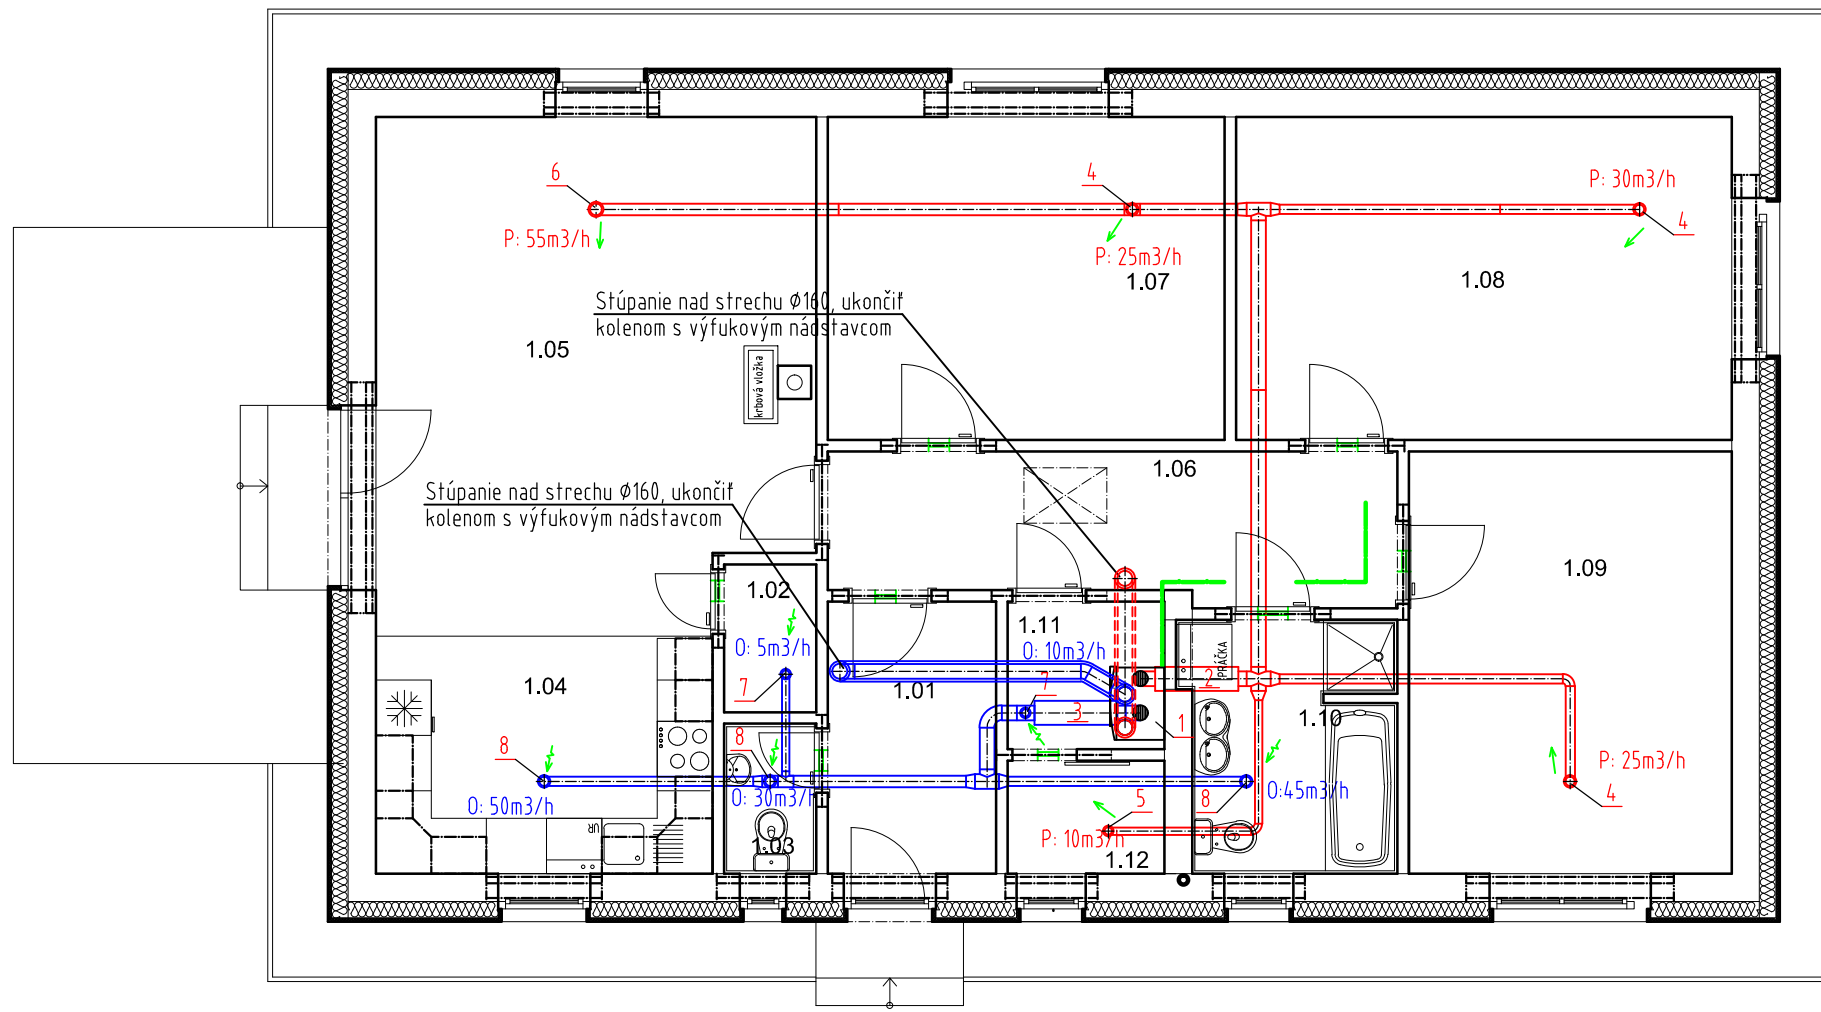 6
4
P: 30m3/h
4
P: 55m3/h
P: 25m3/h
1.07
1.08
Stúpanie nad strechu Ø160, ukončiť
kolenom s výfukovým nádstavcom
1.05
krbová vložka
1.06
Stúpanie nad strechu Ø160, ukončiť
kolenom s výfukovým nádstavcom
1.09
1.02
1.11
O: 5m3/h
O: 10m3/h
PRÁČKA
7
1.04
1.01
7
2
3
1
1.10
8
8
P: 25m3/h
O: 50m3/h
O: 30m3/h
5
8
O:45m3/h
4
UR
1.03
P: 10m3/h
1.12